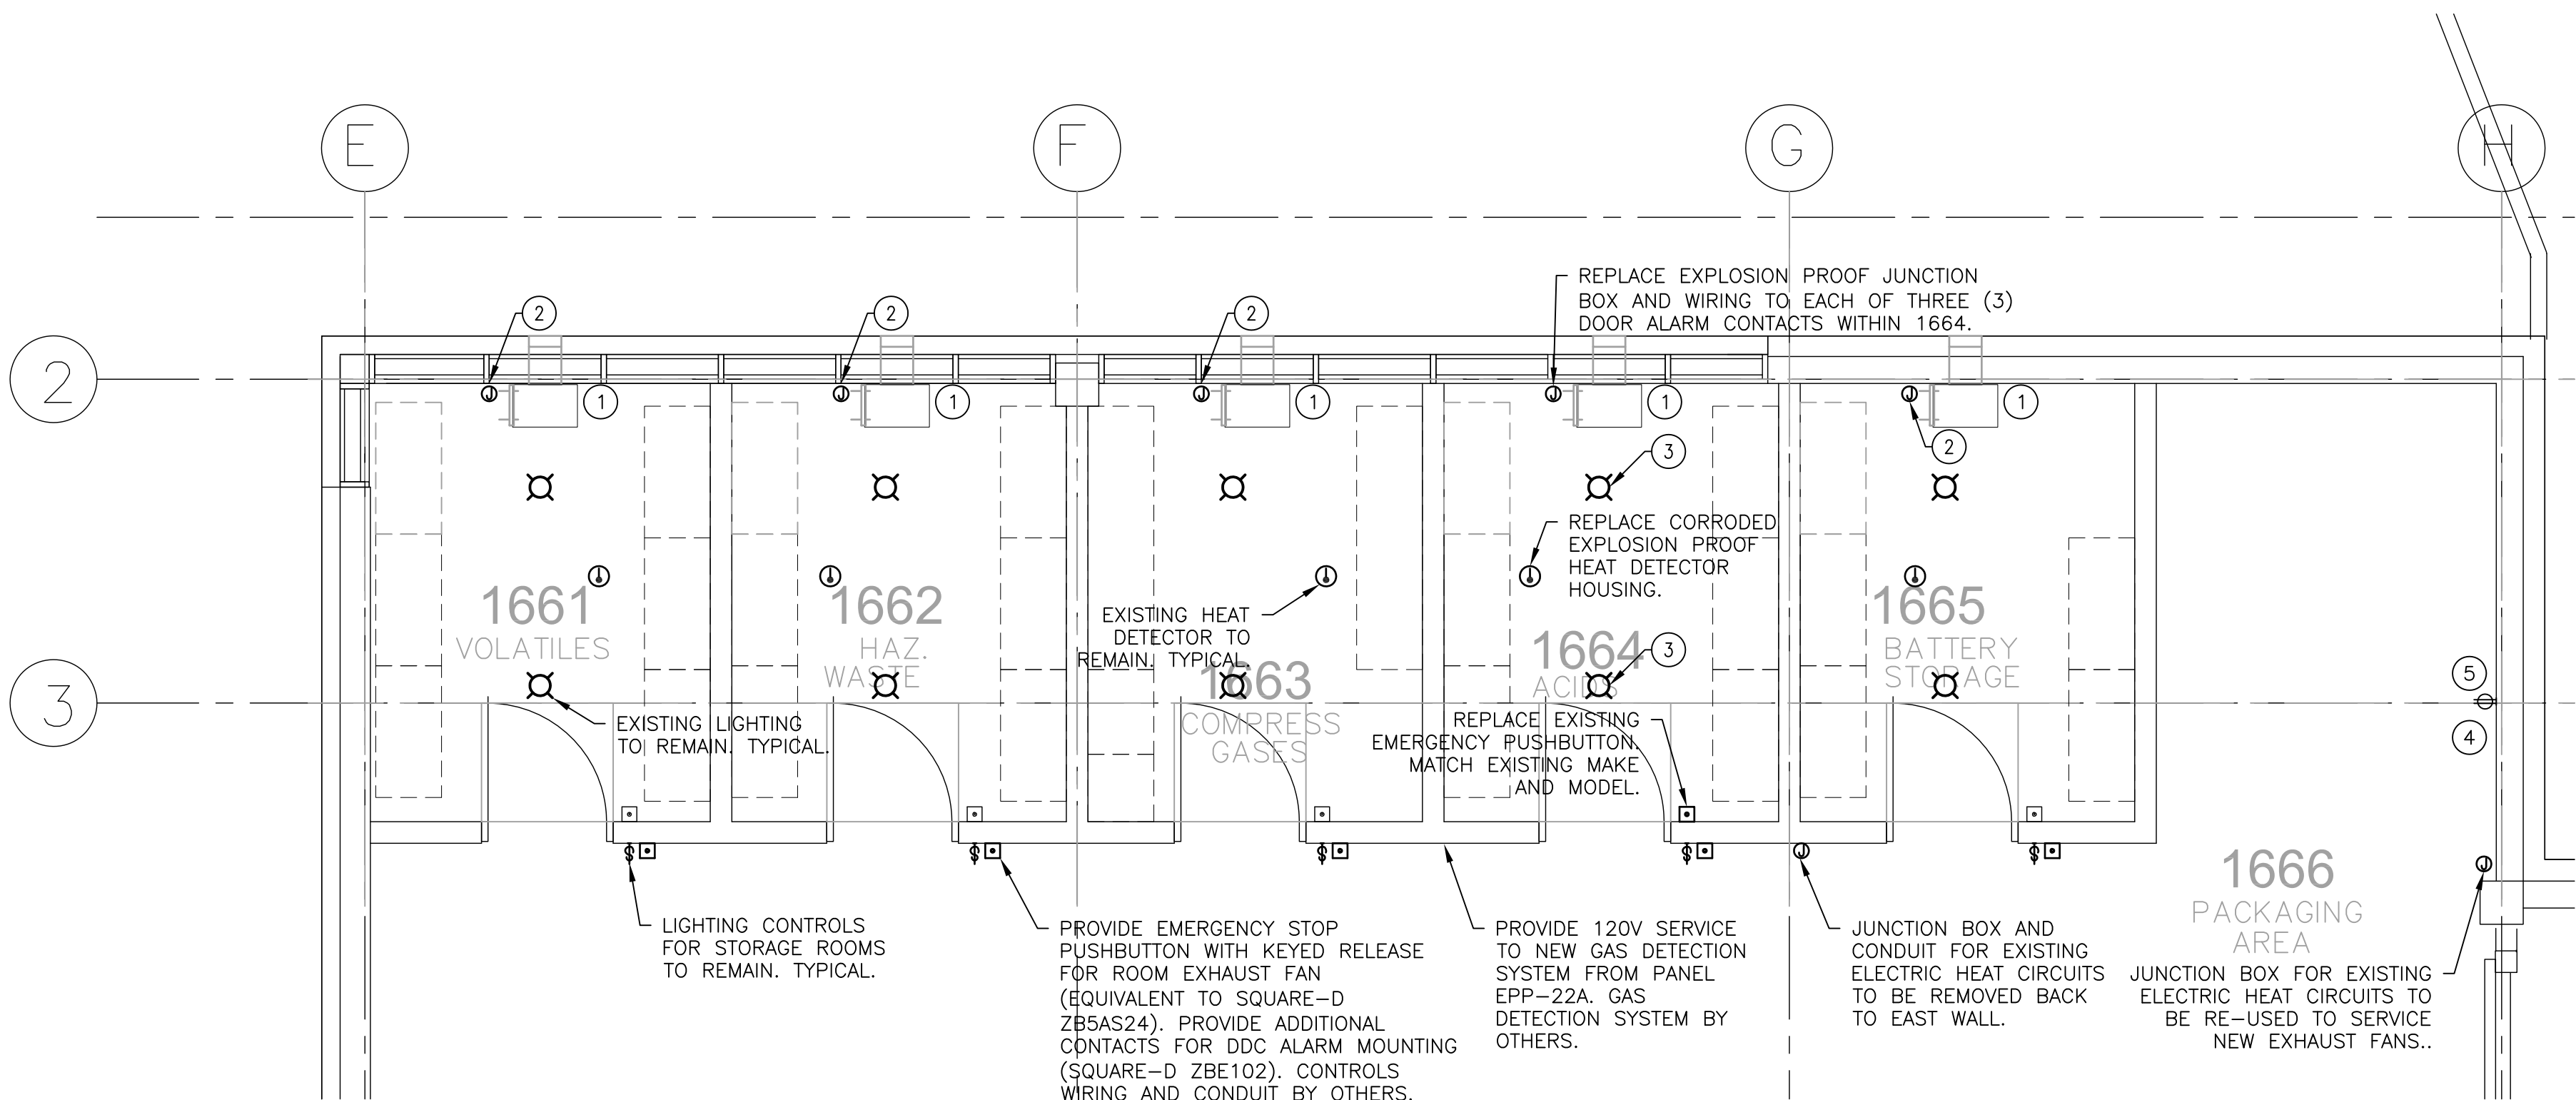 E
F
G
H
2
3
REPLACE EXPLOSION PROOF JUNCTION
BOX AND WIRING TO EACH OF THREE (3)
DOOR ALARM CONTACTS WITHIN 1664.
2
2
2
J
1
J
1
J
1
J
1
J
1
2
3
REPLACE CORRODED
EXPLOSION PROOF
HEAT DETECTOR
HOUSING.
1661
VOLATILES
1662
HAZ.
WASTE
EXISTING HEAT
DETECTOR TO
REMAIN. TYPICAL.
1663
COMPRESS
GASES
1664
ACIDS
3
1665
BATTERY
STORAGE
5
4
EXISTING LIGHTING
TO REMAIN. TYPICAL.
REPLACE EXISTING
EMERGENCY PUSHBUTTON.
MATCH EXISTING MAKE
AND MODEL.
$
$
$
$
J
$
J
1666
PACKAGING
AREA
LIGHTING CONTROLS
FOR STORAGE ROOMS
TO REMAIN. TYPICAL.
PROVIDE EMERGENCY STOP
PUSHBUTTON WITH KEYED RELEASE
FOR ROOM EXHAUST FAN
(EQUIVALENT TO SQUARE-D
ZB5AS24). PROVIDE ADDITIONAL
CONTACTS FOR DDC ALARM MOUNTING
(SQUARE-D ZBE102). CONTROLS
WIRING AND CONDUIT BY OTHERS.
PROVIDE 120V SERVICE
TO NEW GAS DETECTION
SYSTEM FROM PANEL
EPP-22A. GAS
DETECTION SYSTEM BY
OTHERS.
JUNCTION BOX AND
CONDUIT FOR EXISTING
ELECTRIC HEAT CIRCUITS
TO BE REMOVED BACK
TO EAST WALL.
JUNCTION BOX FOR EXISTING
ELECTRIC HEAT CIRCUITS TO
BE RE-USED TO SERVICE
NEW EXHAUST FANS..